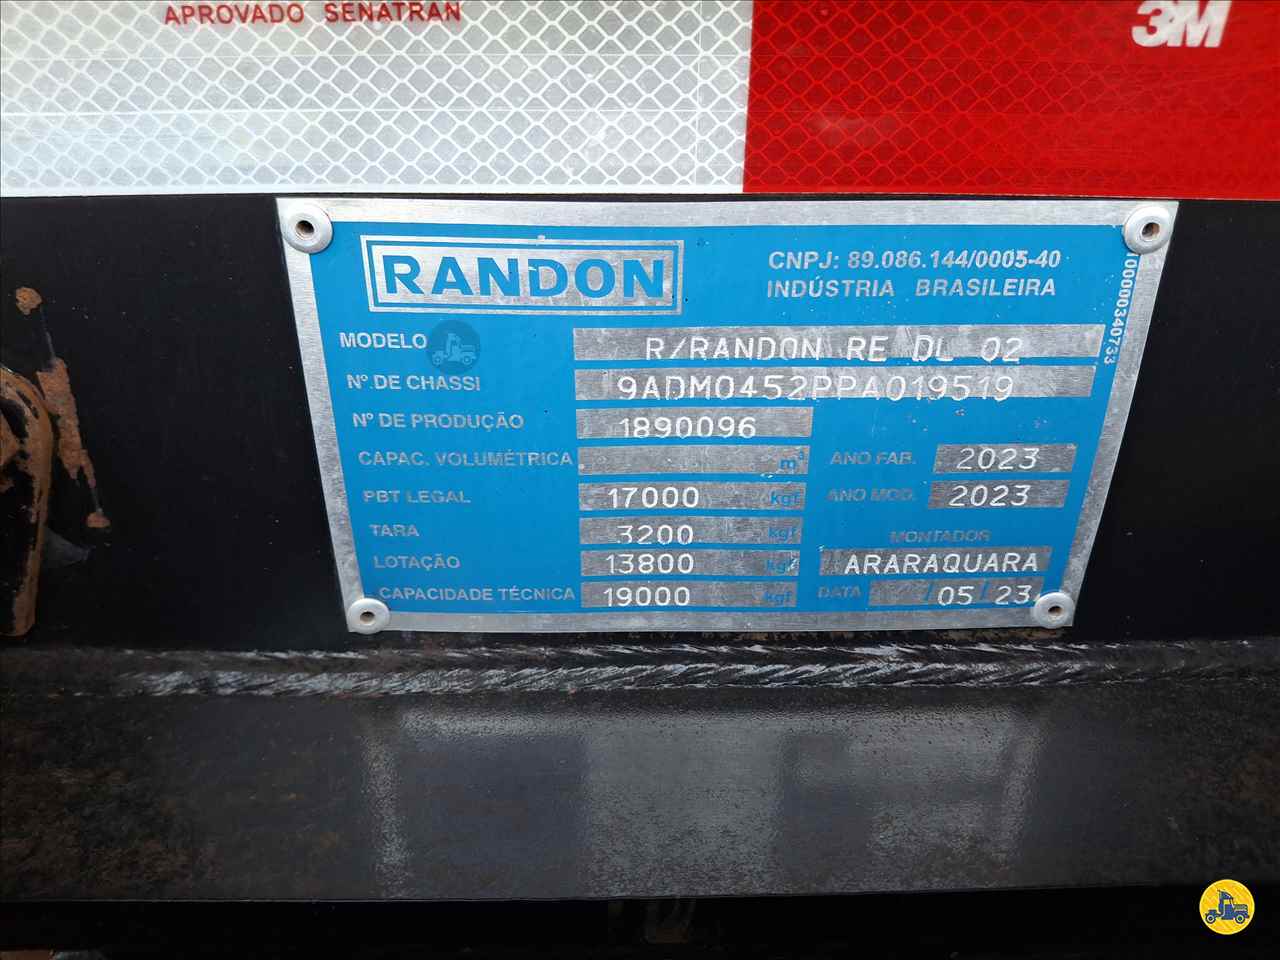 APROVADO SENATRAN
3M
RANDON
CNPJ: 89.086.144/0005-40
INDÚSTRIA BRASILEIRA
10000034073​3
MODELO R/RANDON RE DL 02
Nº DE CHASSI 9ADM0452PPA019519
Nº DE PRODUÇÃO 1890096
CAPAC. VOLUMÉTRICA m³ ANO FAB. 2023
PBT LEGAL 17000 kgf ANO MOD. 2023
TARA 3200 kgf MONTADOR
LOTAÇÃO 13800 kgf ARARAQUARA
CAPACIDADE TÉCNICA 19000 kgf DATA / 05 / 23